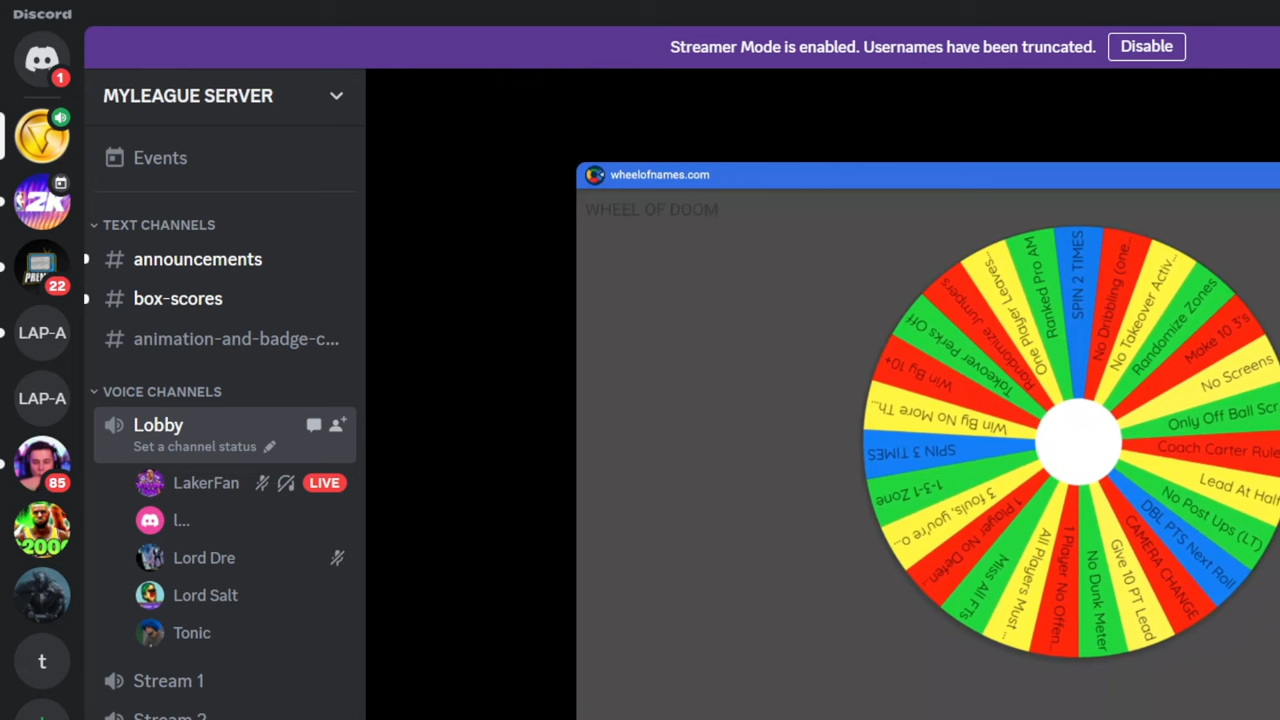 Discord
Streamer Mode is enabled. Usernames have been truncated.
Disable
1
MYLEAGUE SERVER
Events
TEXT CHANNELS
# announcements
# box-scores
# animation-and-badge-c...
22
LAP-A
LAP-A
85
200
t
VOICE CHANNELS
Lobby
Set a channel status
LakerFan
LIVE
l...
Lord Dre
Lord Salt
Tonic
Stream 1
Stream 2
wheelofnames.com
WHEEL OF DOOM
SPIN 2 TIMES
No Dribbling (one...
No Takeover Activ...
Randomize Zones
Make 10 3's
No Screens
Only Off Ball Scr
Coach Carter Rule
Lead At Half
No Post Ups (LT)
DBL PTS Next Roll
CAMERA CHANGE
Give 10 PT Lead
No Dunk Meter
1 Player No Offen...
All Players Must ...
Miss All FTs
1 Player No Defen...
3 fouls, you're o...
1-3-1 Zone
SPIN 3 TIMES
Win By No More Th...
Win By 10+
Takeover Perks Off
Randomize Jumpers
One Player Leaves...
Ranked Pro AM
2K